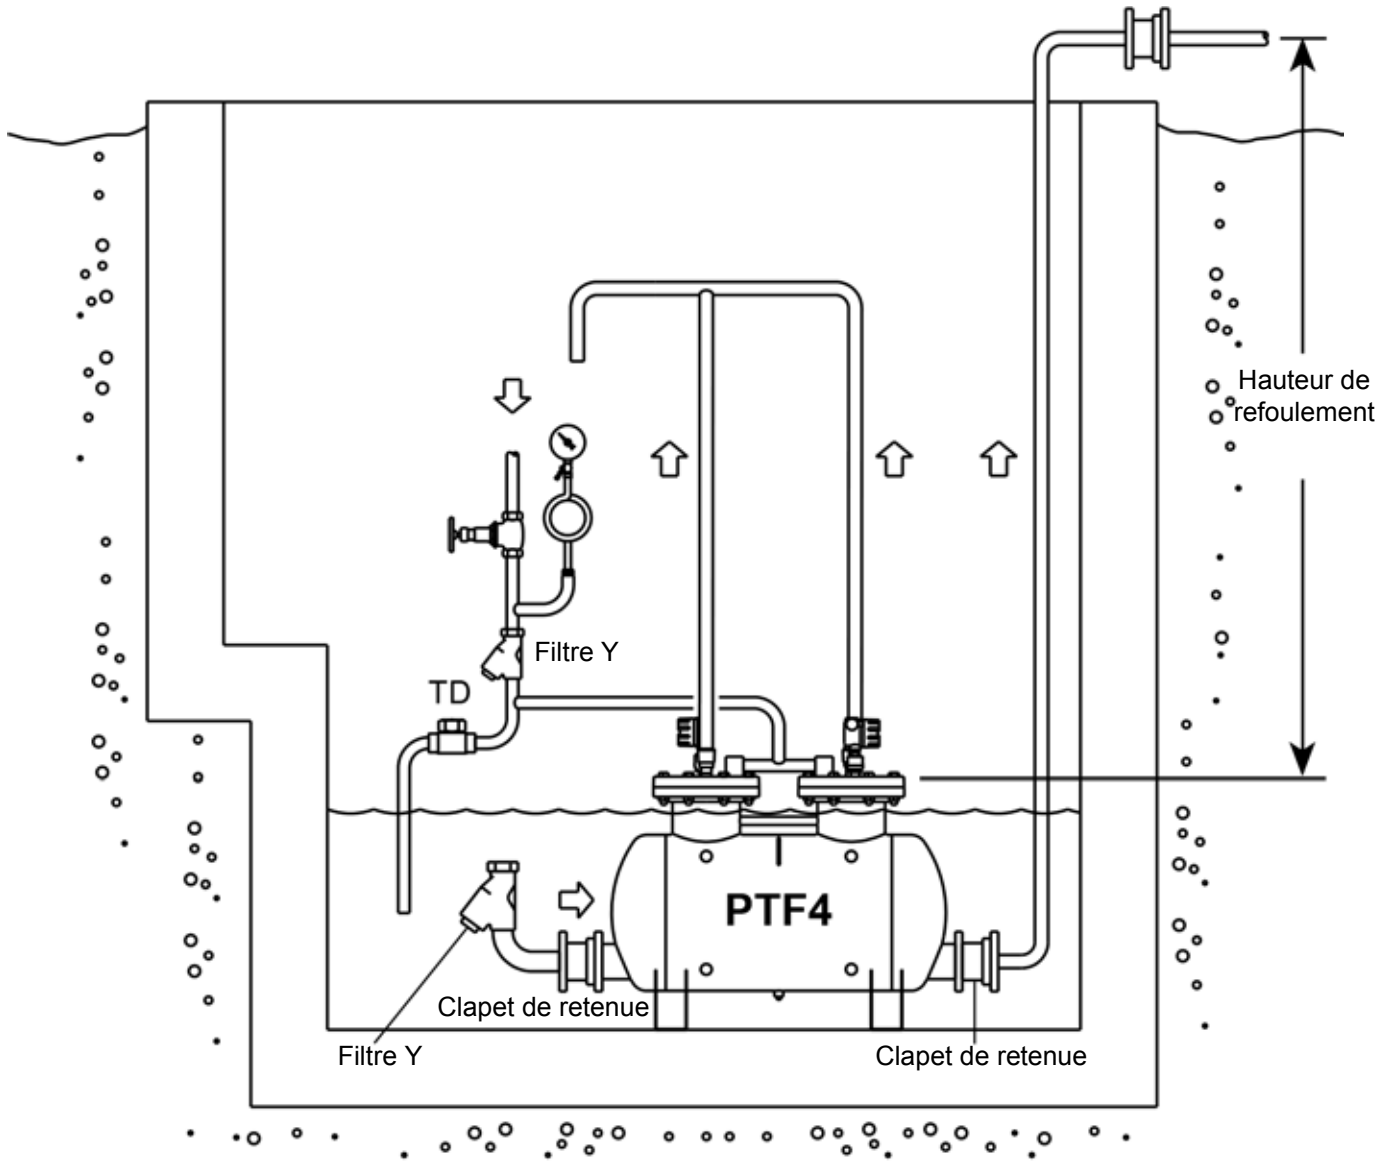 Hauteur de
refoulement
Filtre Y
TD
PTF4
Clapet de retenue
Filtre Y
Clapet de retenue